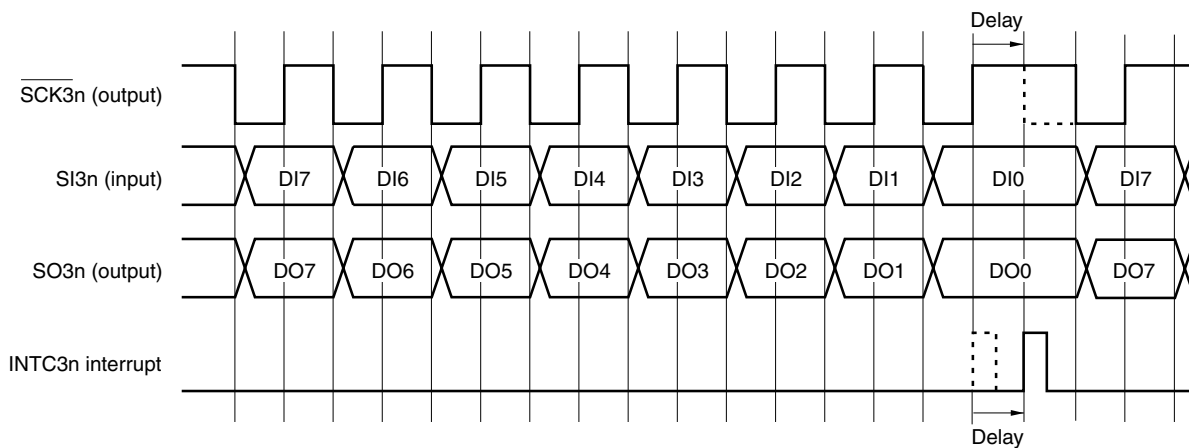 Delay
SCK3n (output)
SI3n (input) DI7 DI6 DI5 DI4 DI3 DI2 DI1 DI0 DI7
SO3n (output) DO7 DO6 DO5 DO4 DO3 DO2 DO1 DO0 DO7
INTC3n interrupt
Delay